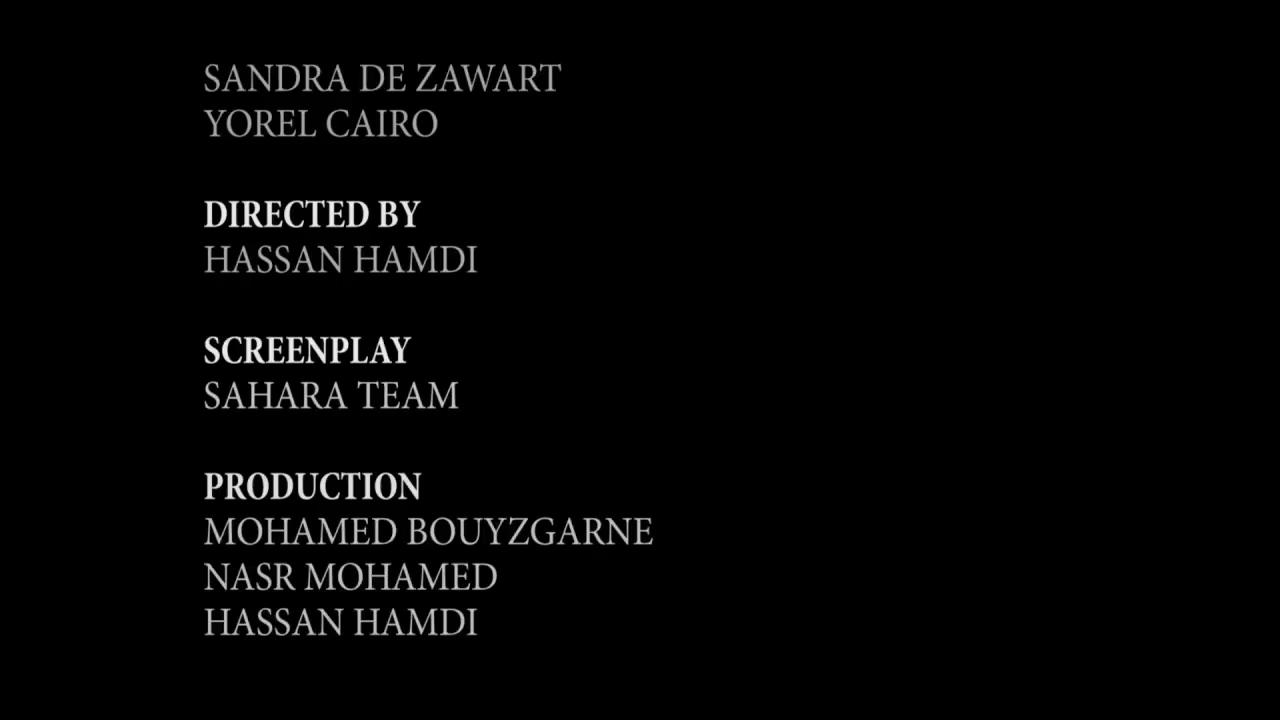 SANDRA DE ZAWART
YOREL CAIRO
DIRECTED BY
HASSAN HAMDI
SCREENPLAY
SAHARA TEAM
PRODUCTION
MOHAMED BOUYZGARNE
NASR MOHAMED
HASSAN HAMDI